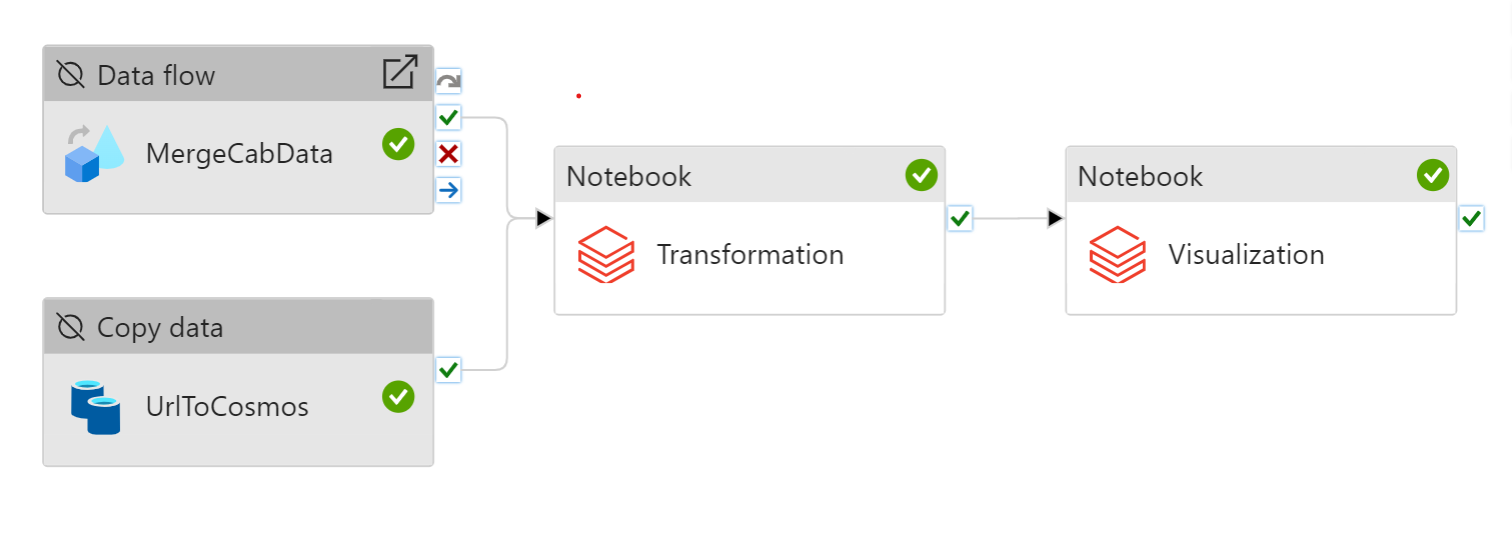 Data flow
MergeCabData
Copy data
UrlToCosmos
Notebook
Transformation
Notebook
Visualization